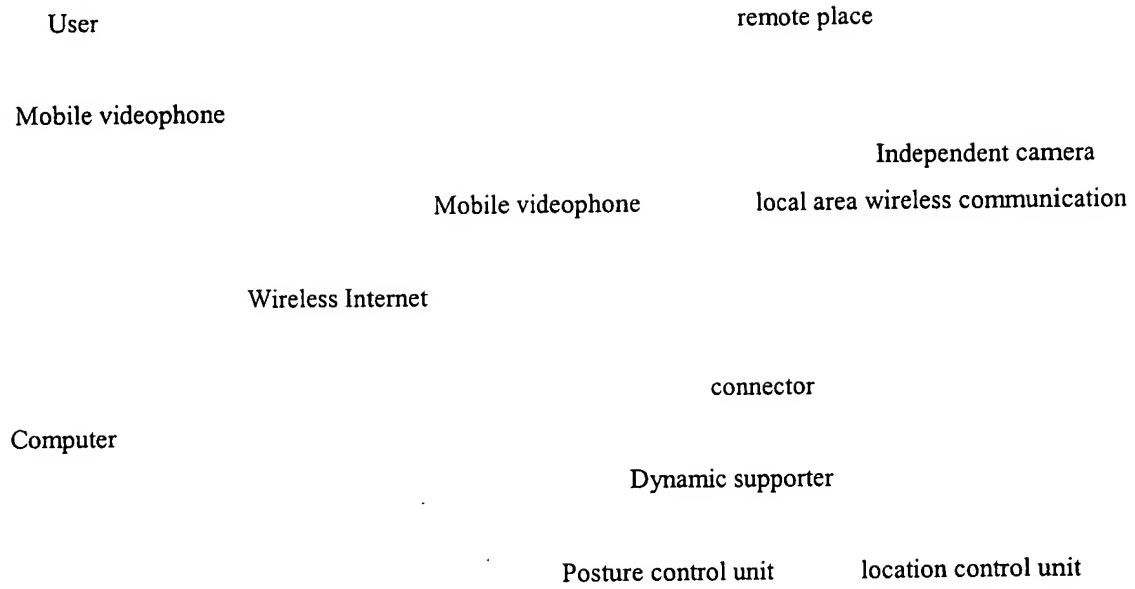 User
remote place
Mobile videophone
Independent camera
Mobile videophone
local area wireless communication
Wireless Internet
connector
Computer
Dynamic supporter
Posture control unit
location control unit